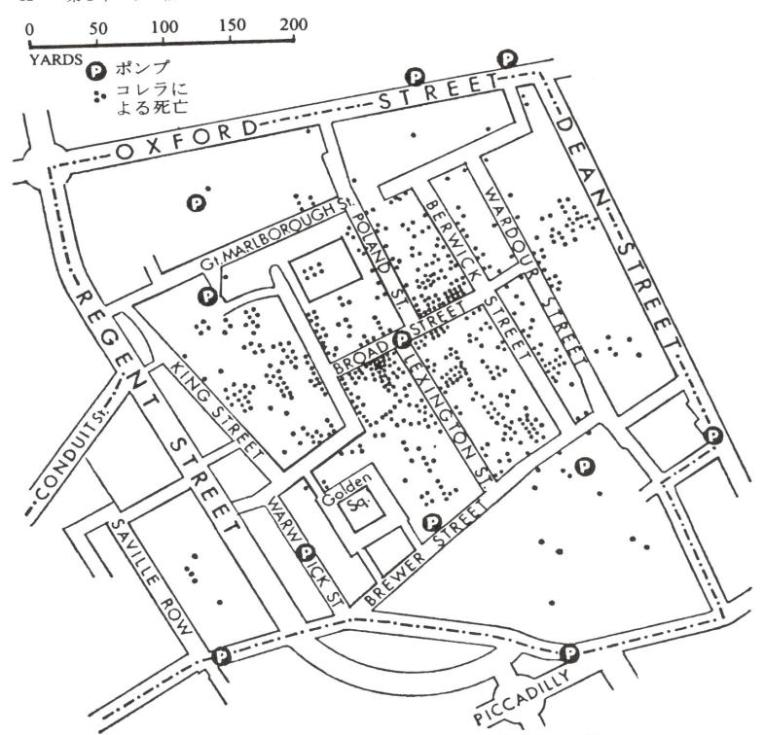 0 50 100 150 200
YARDS
P ポンプ
コレラに
よる死亡
OXFORD STREET
DEAN STREET
WARDOUR STREET
BERWICK STREET
POLAND ST.
Gt. MARLBOROUGH St.
BROAD STREET
LEXINGTON ST.
REGENT STREET
KING STREET
CONDUIT St.
Golden
Sq.
WARWICK ST
BREWER STREET
SAVILLE ROW
PICCADILLY
P
P
P
P
P
P
P
P
P
P
P
P